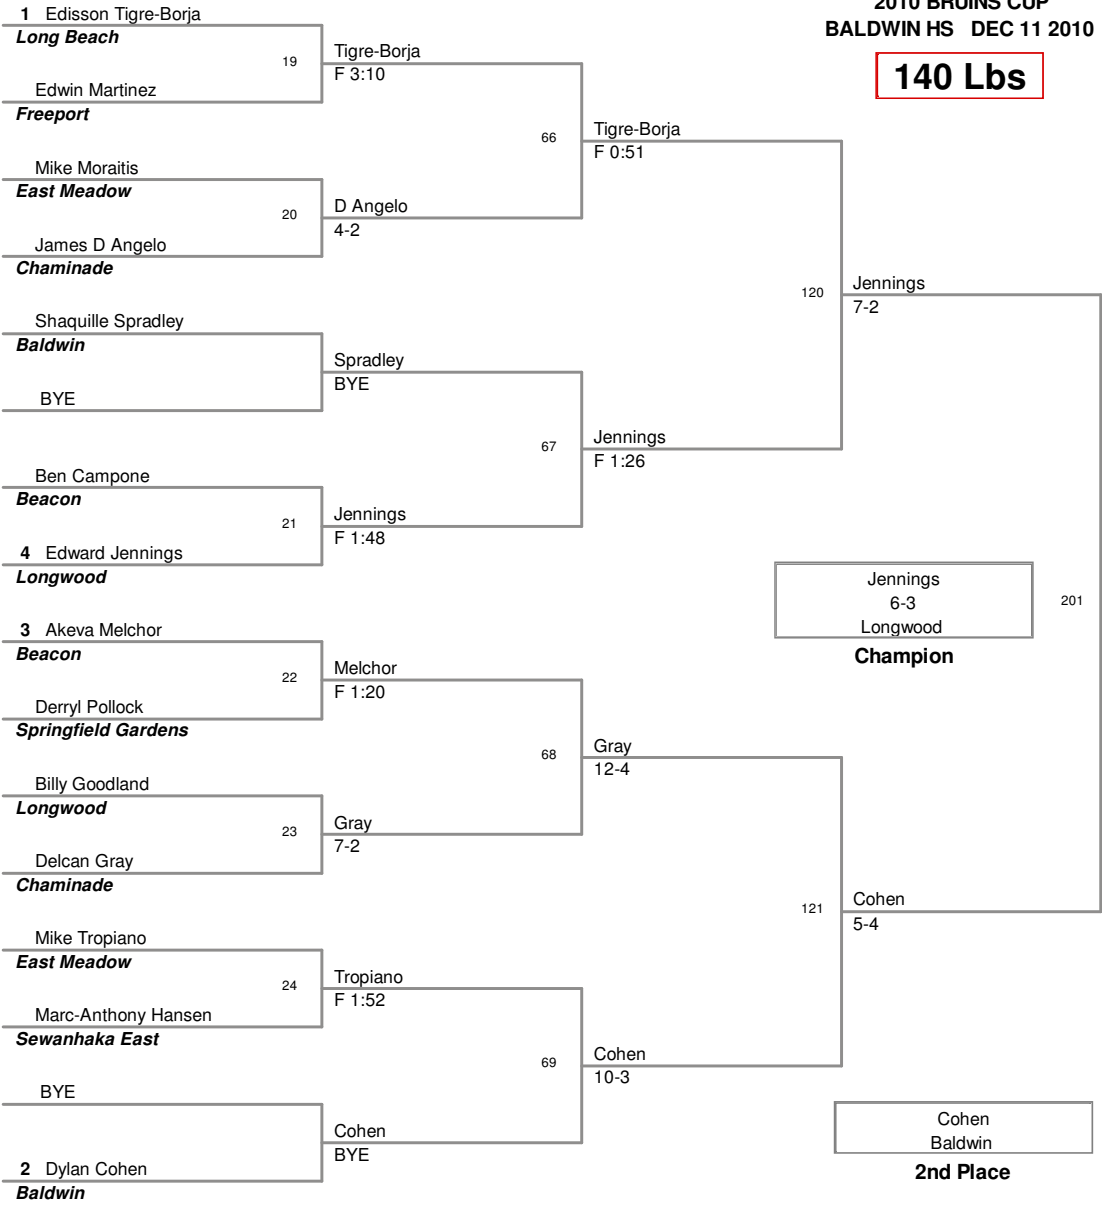 2010 BRUINS CUP
BALDWIN HS DEC 11 2010
140 Lbs
1 Edisson Tigre-Borja
Long Beach
19
Edwin Martinez
Freeport
Tigre-Borja
F 3:10
Mike Moraitis
East Meadow
20
James D Angelo
Chaminade
D Angelo
4-2
66
Tigre-Borja
F 0:51
Shaquille Spradley
Baldwin
BYE
Spradley
BYE
Ben Campone
Beacon
21
4 Edward Jennings
Longwood
Jennings
F 1:48
67
Jennings
F 1:26
120
Jennings
7-2
3 Akeva Melchor
Beacon
22
Derryl Pollock
Springfield Gardens
Melchor
F 1:20
Billy Goodland
Longwood
23
Delcan Gray
Chaminade
Gray
7-2
68
Gray
12-4
Mike Tropiano
East Meadow
24
Marc-Anthony Hansen
Sewanhaka East
Tropiano
F 1:52
BYE
2 Dylan Cohen
Baldwin
Cohen
BYE
69
Cohen
10-3
121
Cohen
5-4
201
Jennings
6-3
Longwood
Champion
Cohen
Baldwin
2nd Place